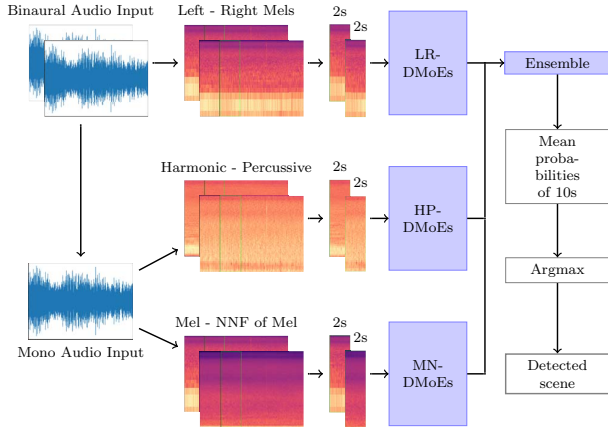 Binaural Audio Input
Left - Right Mels
2s
2s
LR-
DMoEs
Ensemble
Mean
proba-
bilities
of 10s
Harmonic - Percussive
2s
2s
HP-
DMoEs
Argmax
Mono Audio Input
Mel - NNF of Mel
2s
2s
MN-
DMoEs
Detected
scene